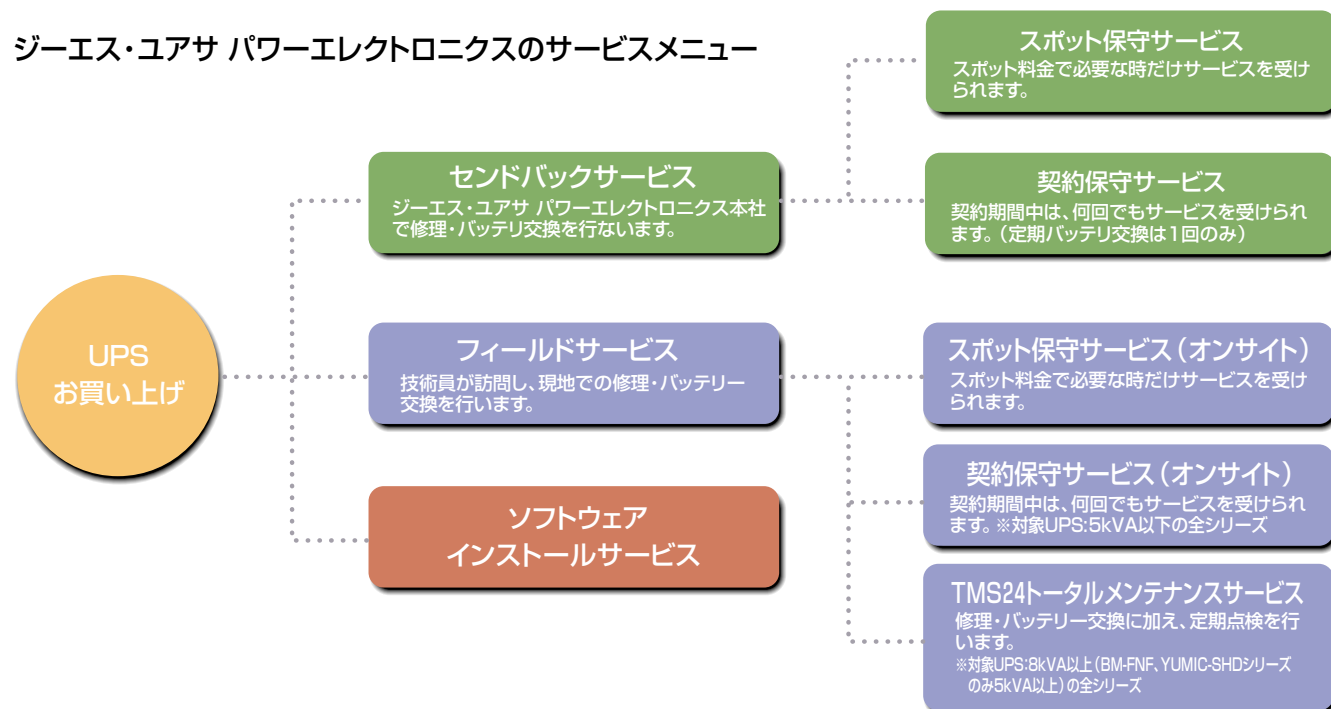 ジーエス・ユアサ パワーエレクトロニクスのサービスメニュー
UPS
お買い上げ
センドバックサービス
ジーエス・ユアサ パワーエレクトロニクス本社
で修理・バッテリ交換を行ないます。
スポット保守サービス
スポット料金で必要な時だけサービスを受け
られます。
契約保守サービス
契約期間中は、何回でもサービスを受けられ
ます。（定期バッテリ交換は1回のみ）
フィールドサービス
技術員が訪問し、現地での修理・バッテリー
交換を行います。
スポット保守サービス（オンサイト）
スポット料金で必要な時だけサービスを受け
られます。
契約保守サービス（オンサイト）
契約期間中は、何回でもサービスを受けられ
ます。※対象UPS:5kVA以下の全シリーズ
TMS24トータルメンテナンスサービス
修理・バッテリー交換に加え、定期点検を行
います。
※対象UPS:8kVA以上（BM-FNF、YUMIC-SHDシリーズ
のみ5kVA以上）の全シリーズ
ソフトウェア
インストールサービス